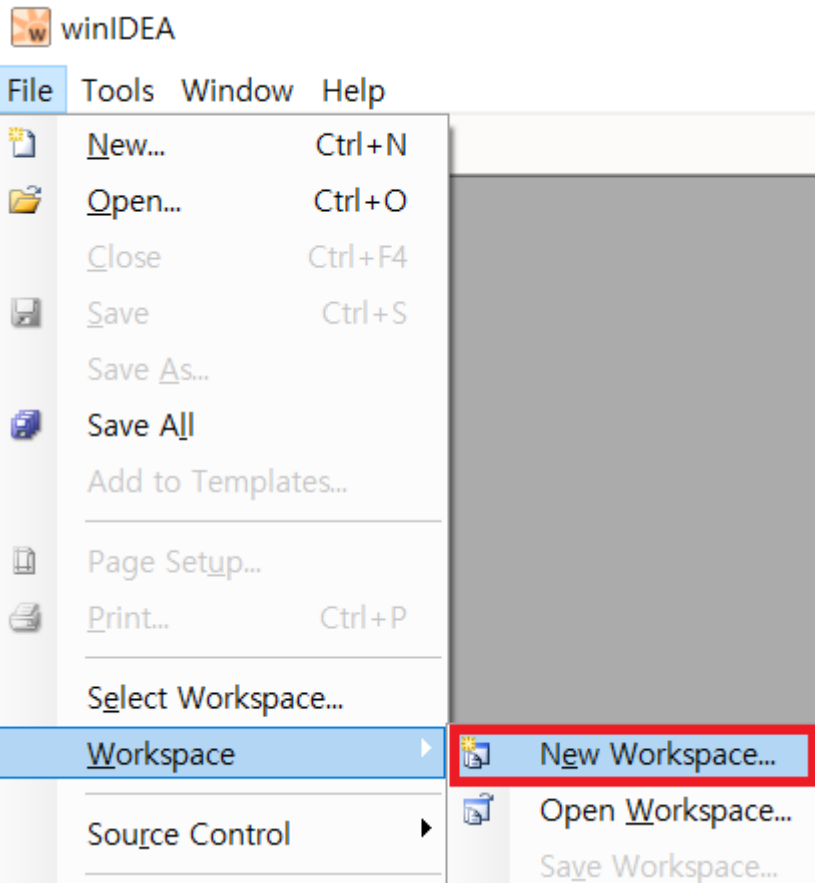 winIDEA
File Tools Window Help
New... Ctrl+N
Open... Ctrl+O
Close Ctrl+F4
Save Ctrl+S
Save As...
Save All
Add to Templates...
Page Setup...
Print... Ctrl+P
Select Workspace...
Workspace
New Workspace...
Open Workspace...
Source Control
Save Workspace...